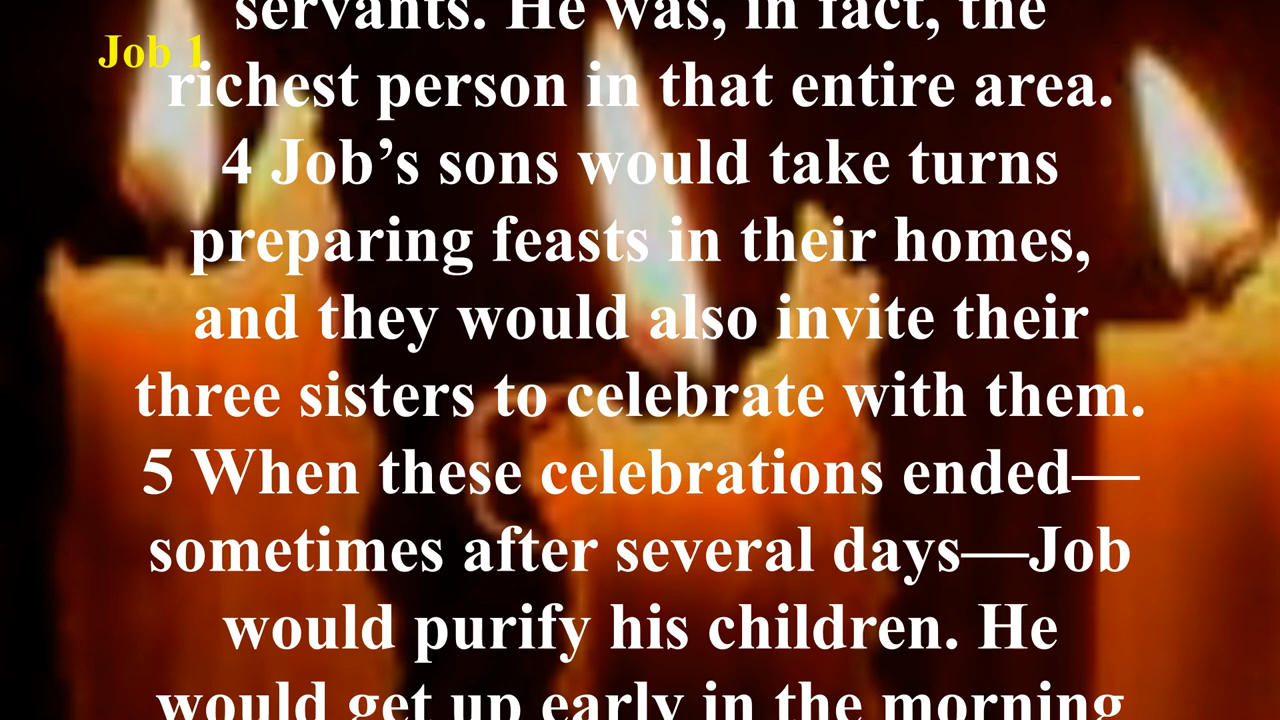 servants. He was, in fact, the
Job 1
richest person in that entire area.
4 Job’s sons would take turns
preparing feasts in their homes,
and they would also invite their
three sisters to celebrate with them.
5 When these celebrations ended—
sometimes after several days—Job
would purify his children. He
would get up early in the morning